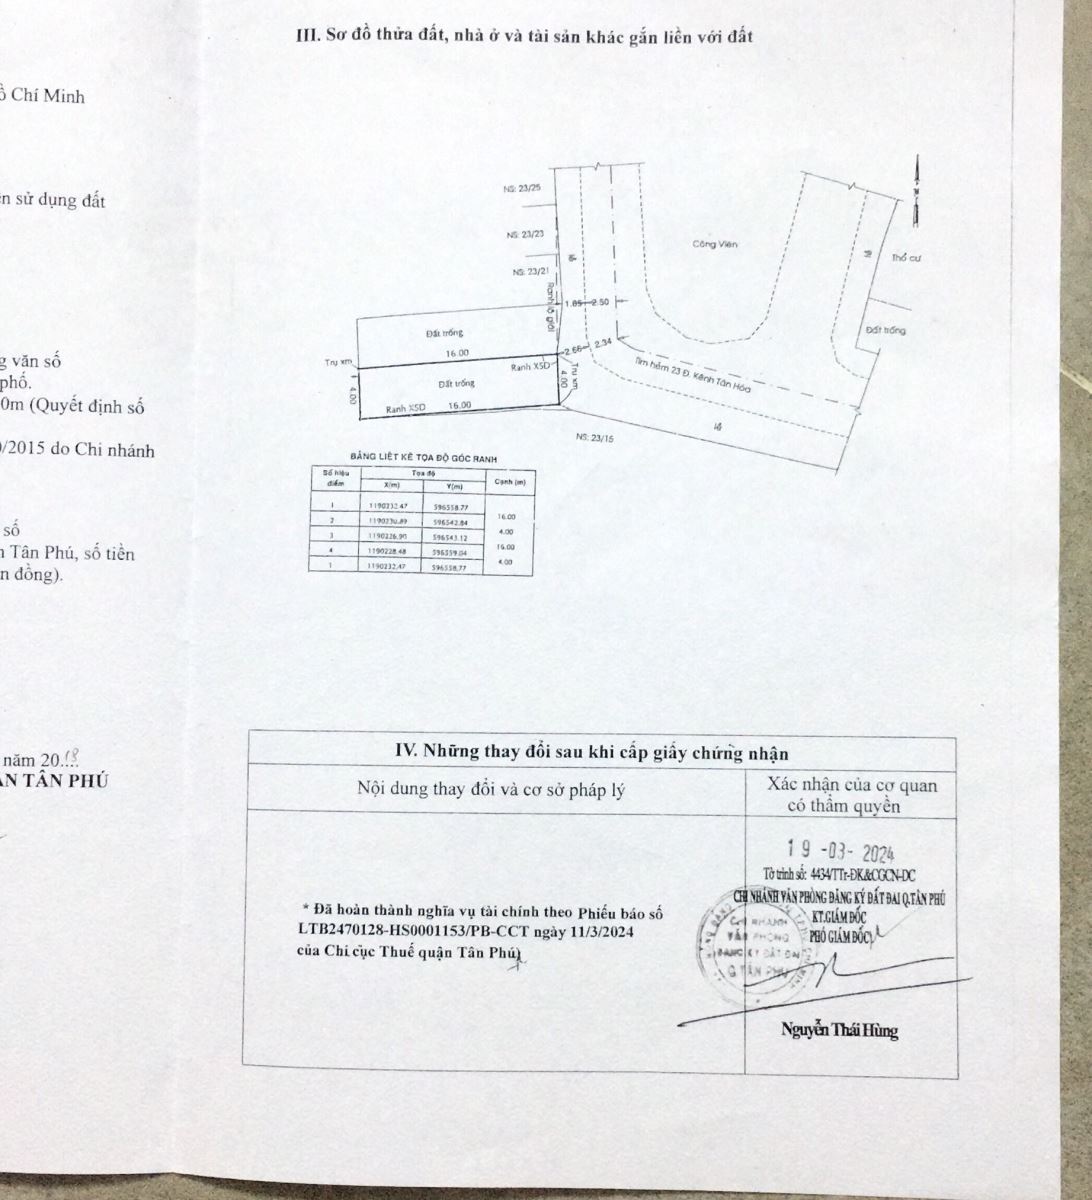 III. Sơ đồ thửa đất, nhà ở và tài sản khác gắn liền với đất
ồ Chí Minh
ền sử dụng đất
g văn số
phố.
0m (Quyết định số
0/2015 do Chi nhánh
số
n Tân Phú, số tiền
n đồng).
năm 2018
AN TÂN PHÚ
NS: 23/25
NS: 23/23
NS: 23/21
Ranh lộ giới
Công Viên
Thổ cư
Đất trống
lề
lề
1.85
2.50
Đất trống
16.00
Trụ xm
Ranh X5D
2.66
2.34
Trụ xm
4.00
4.00
Đất trống
Ranh X5D
16.00
Tim hẻm 23 Đ. Kênh Tân Hóa
lề
NS: 23/15
BẢNG LIỆT KÊ TỌA ĐỘ GÓC RANH
Số hiệu điểm Tọa độ Cạnh (m)
X(m) Y(m)
1 1190232.47 596558.77
16.00
2 1190230.89 596542.84
4.00
3 1190226.90 596543.12
16.00
4 1190228.48 596559.04
4.00
1 1190232.47 596558.77
IV. Những thay đổi sau khi cấp giấy chứng nhận
Nội dung thay đổi và cơ sở pháp lý
Xác nhận của cơ quan
có thẩm quyền
* Đã hoàn thành nghĩa vụ tài chính theo Phiếu báo số
LTB2470128-HS0001153/PB-CCT ngày 11/3/2024
của Chi cục Thuế quận Tân Phú)
19 -03- 2024
Tờ trình số: 4434/TTr-ĐK&CGCN-DC
CHI NHÁNH VĂN PHÒNG ĐĂNG KÝ ĐẤT ĐAI Q.TÂN PHÚ
KT.GIÁM ĐỐC
PHÓ GIÁM ĐỐC
CHI NHÁNH
VĂN PHÒNG
ĐĂNG KÝ ĐẤT ĐAI
Q.TÂN PHÚ
Nguyễn Thái Hùng